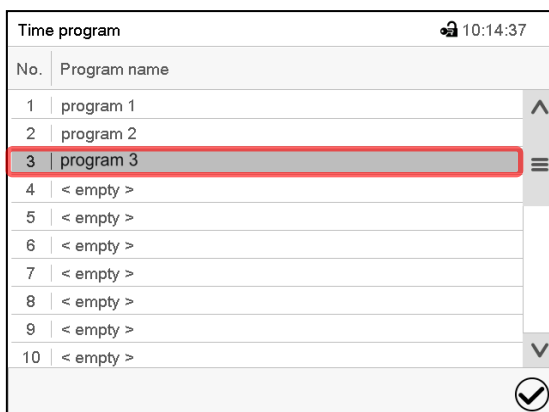 Time program 10:14:37
No. Program name
1 program 1
2 program 2
3 program 3
4 < empty >
5 < empty >
6 < empty >
7 < empty >
8 < empty >
9 < empty >
10 < empty >